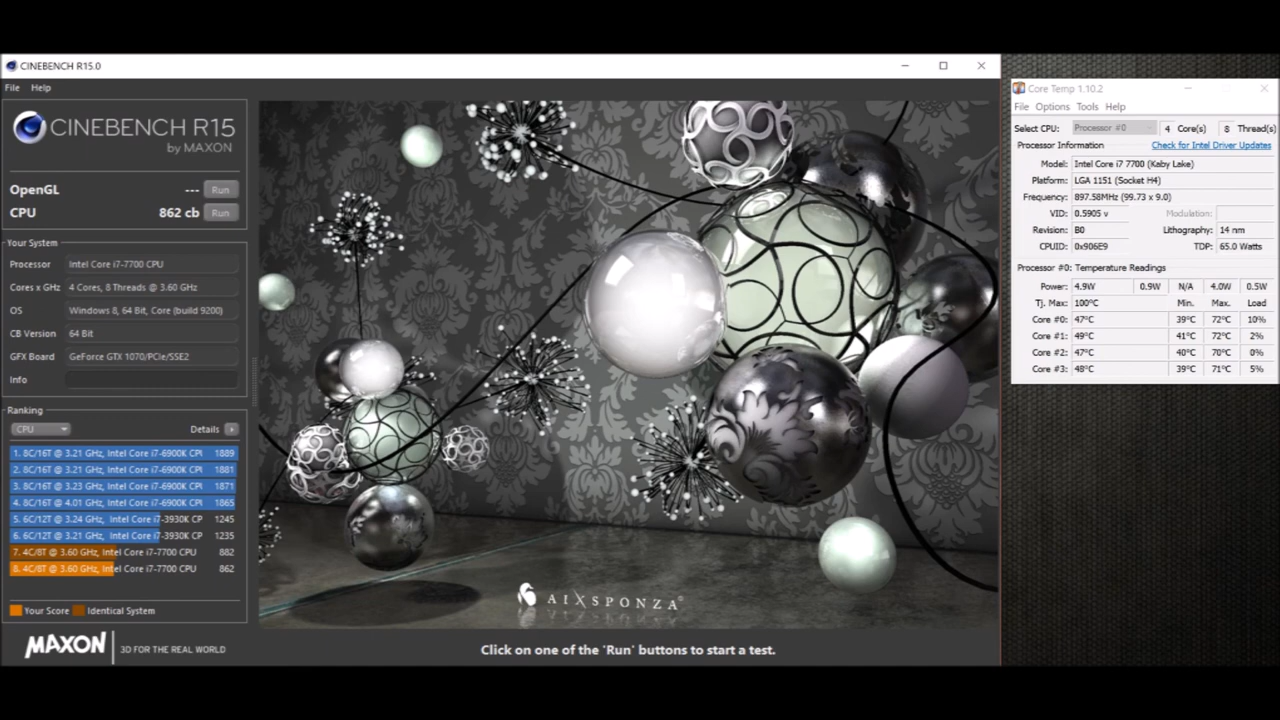 CINEBENCH R15.0
File Help
CINEBENCH R15
by MAXON
OpenGL --- Run
CPU 862 cb Run
Your System
Processor Intel Core i7-7700 CPU
Cores x GHz 4 Cores, 8 Threads @ 3.60 GHz
OS Windows 8, 64 Bit, Core (build 9200)
CB Version 64 Bit
GFX Board GeForce GTX 1070/PCIe/SSE2
Info
Ranking
CPU Details
1. 8C/16T @ 3.21 GHz, Intel Core i7-6900K CPU 1889
2. 8C/16T @ 3.21 GHz, Intel Core i7-6900K CPU 1881
3. 8C/16T @ 3.23 GHz, Intel Core i7-6900K CPU 1871
4. 8C/16T @ 4.01 GHz, Intel Core i7-6900K CPU 1865
5. 6C/12T @ 3.24 GHz, Intel Core i7-3930K CP 1245
6. 6C/12T @ 3.21 GHz, Intel Core i7-3930K CP 1235
7. 4C/8T @ 3.60 GHz, Intel Core i7-7700 CPU 882
8. 4C/8T @ 3.60 GHz, Intel Core i7-7700 CPU 862
Your Score Identical System
MAXON 3D FOR THE REAL WORLD
AIXSPONZA®
Click on one of the 'Run' buttons to start a test.
Core Temp 1.10.2
File Options Tools Help
Select CPU: Processor #0 4 Core(s) 8 Thread(s)
Processor Information Check for Intel Driver Updates
Model: Intel Core i7 7700 (Kaby Lake)
Platform: LGA 1151 (Socket H4)
Frequency: 897.58MHz (99.73 x 9.0)
VID: 0.5905 v Modulation:
Revision: B0 Lithography: 14 nm
CPUID: 0x906E9 TDP: 65.0 Watts
Processor #0: Temperature Readings
Power: 4.9W 0.9W N/A 4.0W 0.5W
Tj. Max: 100°C Min. Max. Load
Core #0: 47°C 39°C 72°C 10%
Core #1: 49°C 41°C 72°C 2%
Core #2: 47°C 40°C 70°C 0%
Core #3: 48°C 39°C 71°C 5%